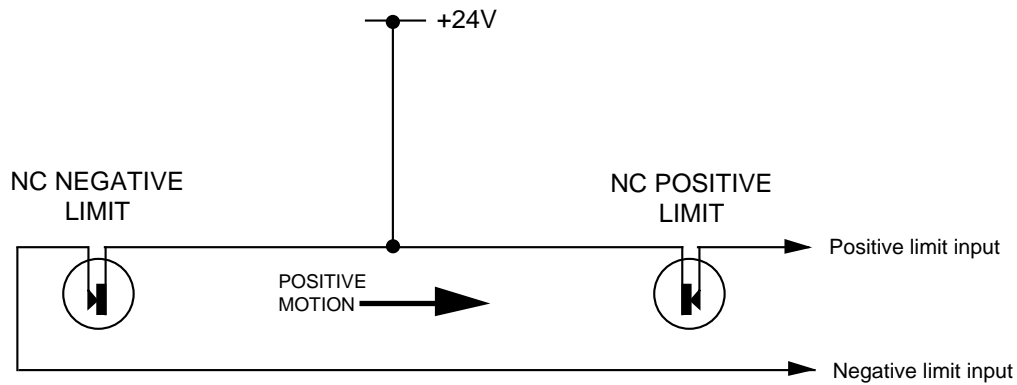 +24V
NC NEGATIVE
LIMIT
NC POSITIVE
LIMIT
Positive limit input
POSITIVE
MOTION
Negative limit input